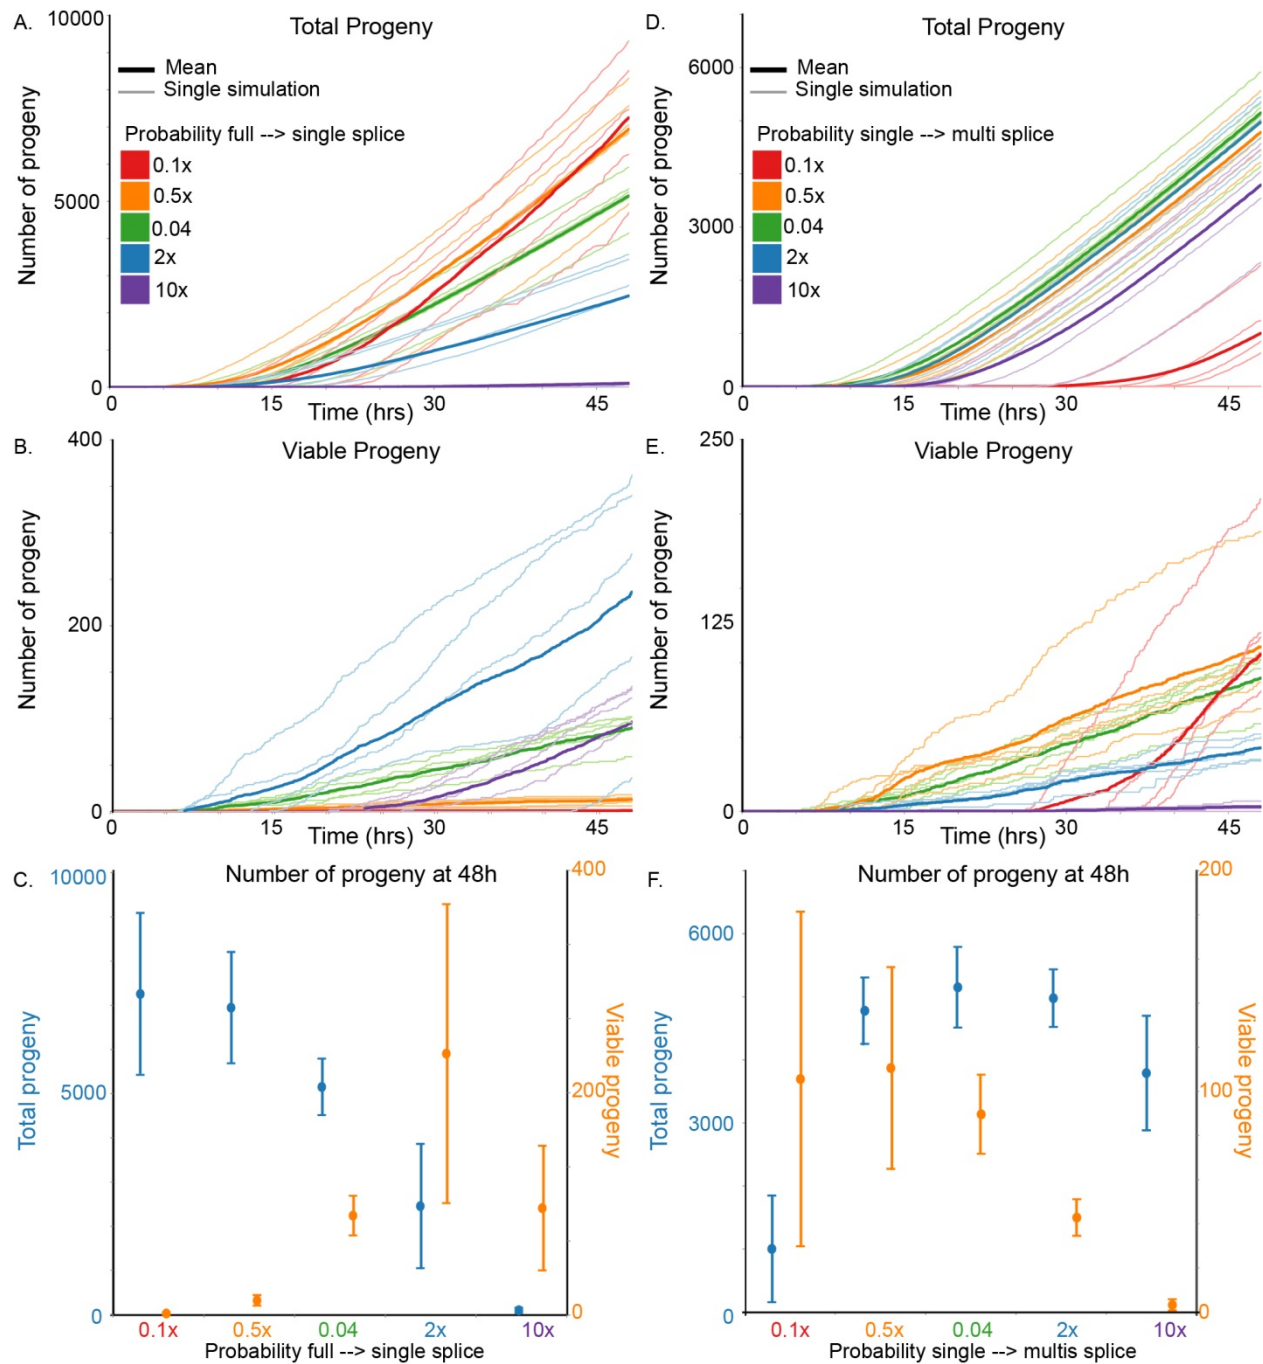 A.
Total Progeny
10000
5000
0
Number of progeny
Mean
Single simulation
Probability full --> single splice
0.1x
0.5x
0.04
2x
10x
0 15 30 45
Time (hrs)
D.
Total Progeny
6000
3000
0
Number of progeny
Mean
Single simulation
Probability single --> multi splice
0.1x
0.5x
0.04
2x
10x
0 15 30 45
Time (hrs)
B.
Viable Progeny
400
200
0
Number of progeny
0 15 30 45
Time (hrs)
E.
Viable Progeny
250
125
0
Number of progeny
0 15 30 45
Time (hrs)
C.
Number of progeny at 48h
10000
5000
0
Total progeny
400
200
0
Viable progeny
0.1x 0.5x 0.04 2x 10x
Probability full --> single splice
F.
Number of progeny at 48h
6000
3000
0
Total progeny
200
100
0
Viable progeny
0.1x 0.5x 0.04 2x 10x
Probability single --> multis splice